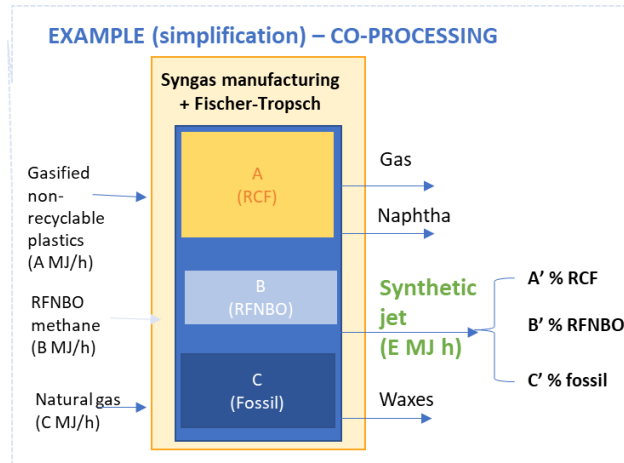 EXAMPLE (simplification) – CO-PROCESSING
Syngas manufacturing
+ Fischer-Tropsch
Gasified
non-
recyclable
plastics
(A MJ/h)
RFNBO
methane
(B MJ/h)
Natural gas
(C MJ/h)
A
(RCF)
B
(RFNBO)
C
(Fossil)
Gas
Naphtha
Synthetic
jet
(E MJ h)
Waxes
A’ % RCF
B’ % RFNBO
C’ % fossil